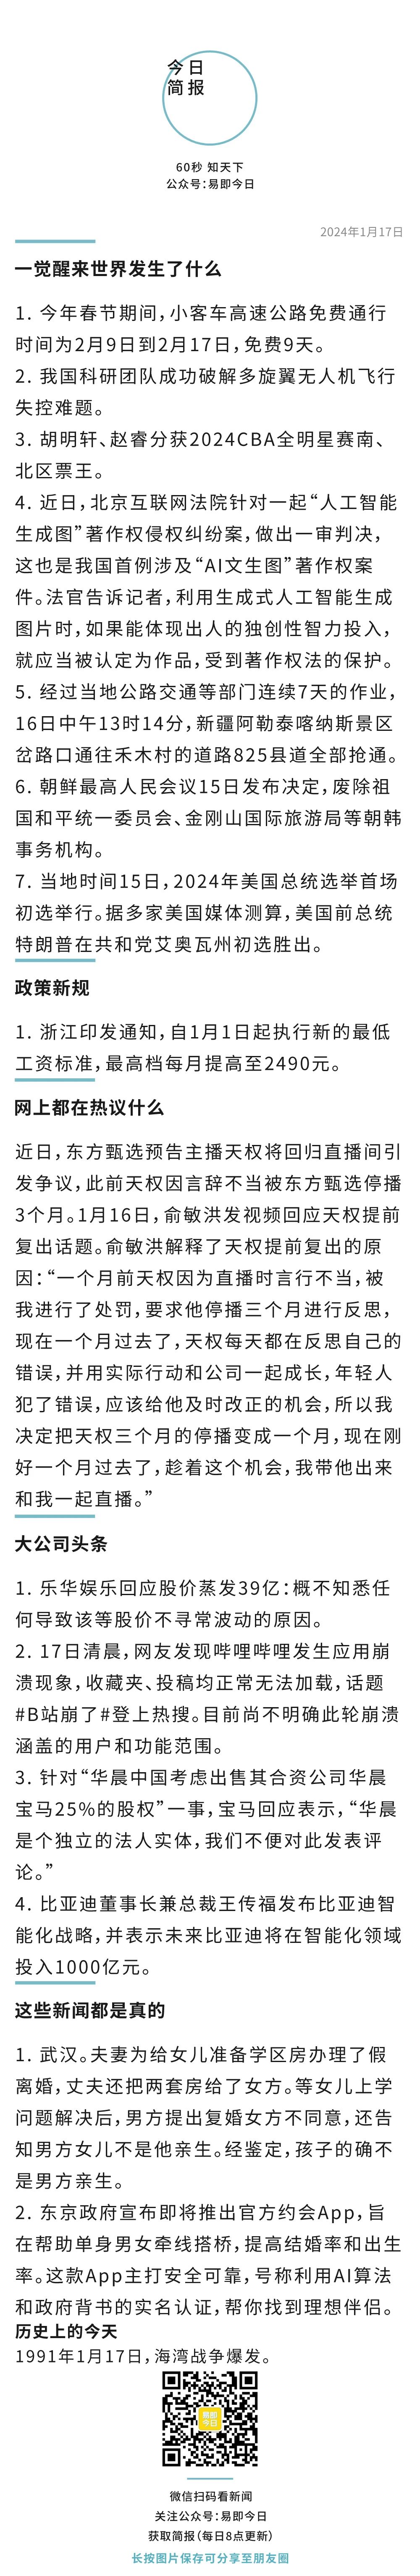 今日
简报
60秒 知天下
公众号：易即今日
2024年1月17日
一觉醒来世界发生了什么
1. 今年春节期间，小客车高速公路免费通行
时间为2月9日到2月17日，免费9天。
2. 我国科研团队成功破解多旋翼无人机飞行
失控难题。
3. 胡明轩、赵睿分获2024CBA全明星赛南、
北区票王。
4. 近日，北京互联网法院针对一起“人工智能
生成图”著作权侵权纠纷案，做出一审判决，
这也是我国首例涉及“AI文生图”著作权案
件。法官告诉记者，利用生成式人工智能生成
图片时，如果能体现出人的独创性智力投入，
就应当被认定为作品，受到著作权法的保护。
5. 经过当地公路交通等部门连续7天的作业，
16日中午13时14分，新疆阿勒泰喀纳斯景区
岔路口通往禾木村的道路825县道全部抢通。
6. 朝鲜最高人民会议15日发布决定，废除祖
国和平统一委员会、金刚山国际旅游局等朝韩
事务机构。
7. 当地时间15日，2024年美国总统选举首场
初选举行。据多家美国媒体测算，美国前总统
特朗普在共和党艾奥瓦州初选胜出。
政策新规
1. 浙江印发通知，自1月1日起执行新的最低
工资标准，最高档每月提高至2490元。
网上都在热议什么
近日，东方甄选预告主播天权将回归直播间引
发争议，此前天权因言辞不当被东方甄选停播
3个月。1月16日，俞敏洪发视频回应天权提前
复出话题。俞敏洪解释了天权提前复出的原
因：“一个月前天权因为直播时言行不当，被
我进行了处罚，要求他停播三个月进行反思，
现在一个月过去了，天权每天都在反思自己的
错误，并用实际行动和公司一起成长，年轻人
犯了错误，应该给他及时改正的机会，所以我
决定把天权三个月的停播变成一个月，现在刚
好一个月过去了，趁着这个机会，我带他出来
和我一起直播。”
大公司头条
1. 乐华娱乐回应股价蒸发39亿：概不知悉任
何导致该等股价不寻常波动的原因。
2. 17日清晨，网友发现哔哩哔哩发生应用崩
溃现象，收藏夹、投稿均正常无法加载，话题
#B站崩了#登上热搜。目前尚不明确此轮崩溃
涵盖的用户和功能范围。
3. 针对“华晨中国考虑出售其合资公司华晨
宝马25%的股权”一事，宝马回应表示，“华晨
是个独立的法人实体，我们不便对此发表评
论。”
4. 比亚迪董事长兼总裁王传福发布比亚迪智
能化战略，并表示未来比亚迪将在智能化领域
投入1000亿元。
这些新闻都是真的
1. 武汉。夫妻为给女儿准备学区房办理了假
离婚，丈夫还把两套房给了女方。等女儿上学
问题解决后，男方提出复婚女方不同意，还告
知男方女儿不是他亲生。经鉴定，孩子的确不
是男方亲生。
2. 东京政府宣布即将推出官方约会App，旨
在帮助单身男女牵线搭桥，提高结婚率和出生
率。这款App主打安全可靠，号称利用AI算法
和政府背书的实名认证，帮你找到理想伴侣。
历史上的今天
1991年1月17日，海湾战争爆发。
易即
今日
微信扫码看新闻
关注公众号：易即今日
获取简报（每日8点更新）
长按图片保存可分享至朋友圈